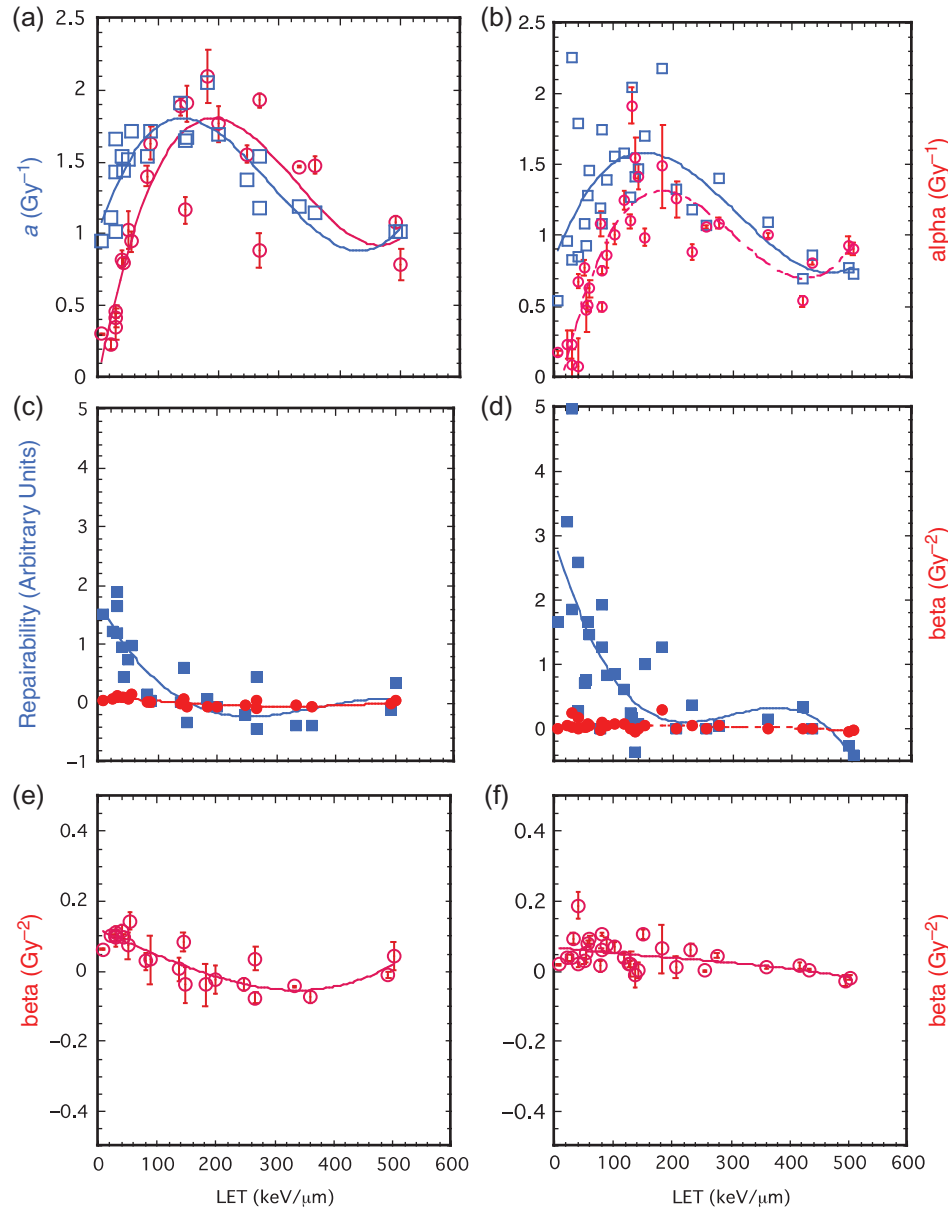 (a)
(b)
2.5
2
1.5
1
0.5
0
a (Gy−1)
2.5
2
1.5
1
0.5
0
alpha (Gy−1)
(c)
(d)
5
4
3
2
1
0
−1
Repairability (Arbitrary Units)
5
4
3
2
1
0
beta (Gy−2)
(e)
(f)
0.4
0.2
0
−0.2
−0.4
beta (Gy−2)
0.4
0.2
0
−0.2
−0.4
beta (Gy−2)
0 100 200 300 400 500 600
LET (keV/μm)
0 100 200 300 400 500 600
LET (keV/μm)